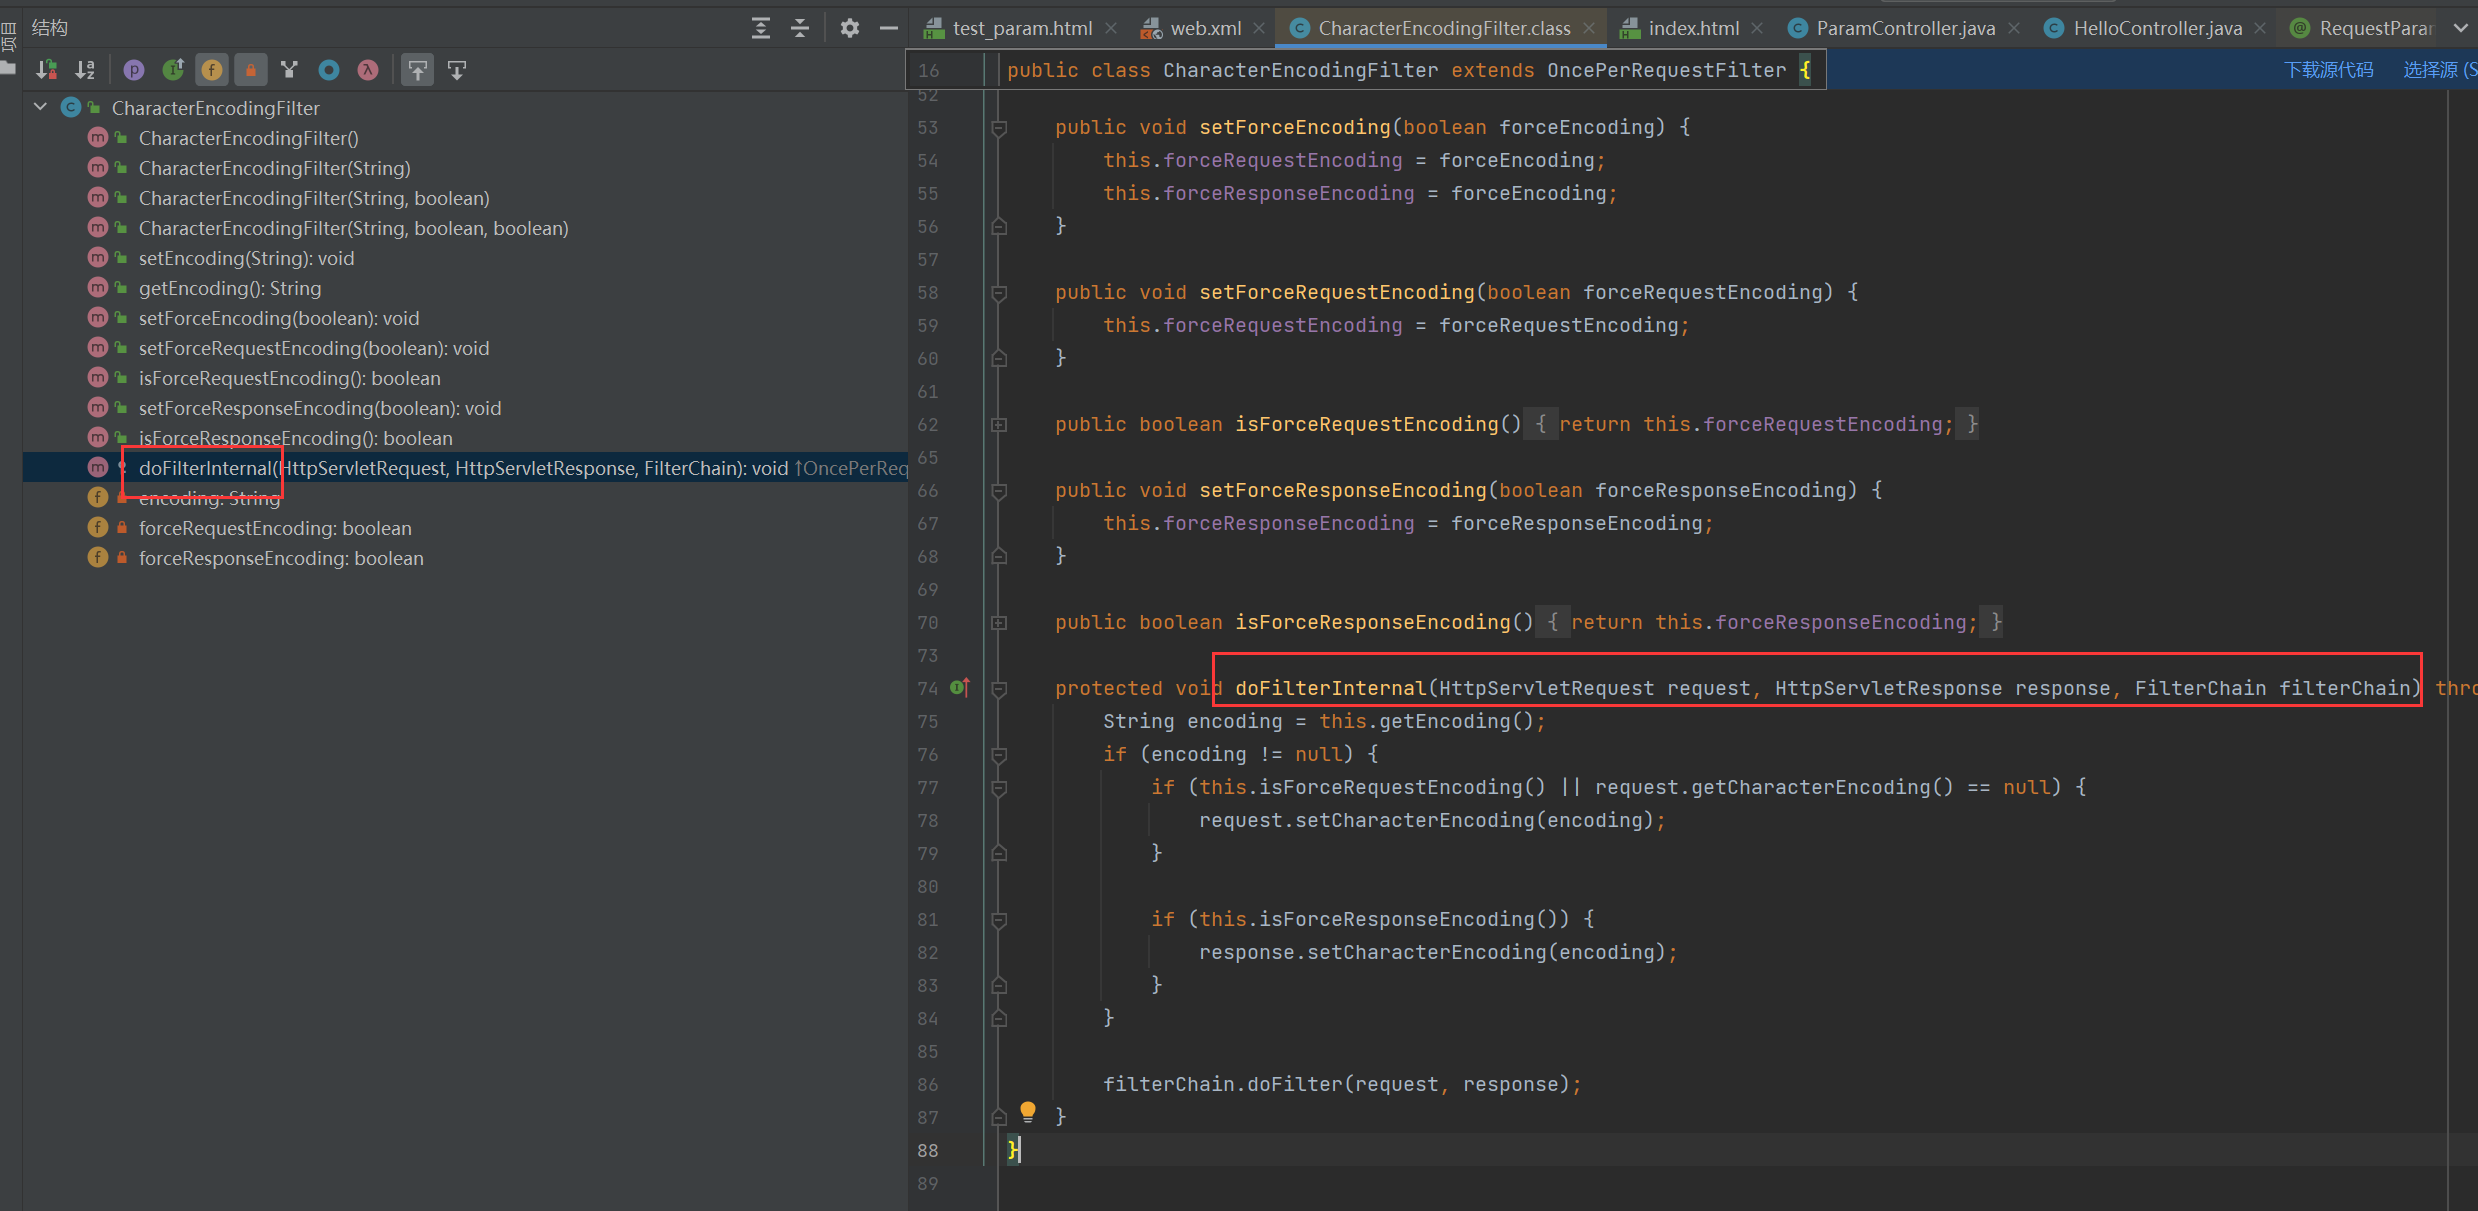 项目
结构
CharacterEncodingFilter
CharacterEncodingFilter()
CharacterEncodingFilter(String)
CharacterEncodingFilter(String, boolean)
CharacterEncodingFilter(String, boolean, boolean)
setEncoding(String): void
getEncoding(): String
setForceEncoding(boolean): void
setForceRequestEncoding(boolean): void
isForceRequestEncoding(): boolean
setForceResponseEncoding(boolean): void
isForceResponseEncoding(): boolean
doFilterInternal(HttpServletRequest, HttpServletResponse, FilterChain): void ↑OncePerReq
encoding: String
forceRequestEncoding: boolean
forceResponseEncoding: boolean
test_param.html web.xml CharacterEncodingFilter.class index.html ParamController.java HelloController.java RequestParar
16 public class CharacterEncodingFilter extends OncePerRequestFilter { 下载源代码 选择源 (S
52
53 public void setForceEncoding(boolean forceEncoding) {
54 this.forceRequestEncoding = forceEncoding;
55 this.forceResponseEncoding = forceEncoding;
56 }
57
58 public void setForceRequestEncoding(boolean forceRequestEncoding) {
59 this.forceRequestEncoding = forceRequestEncoding;
60 }
61
62 public boolean isForceRequestEncoding() { return this.forceRequestEncoding; }
65
66 public void setForceResponseEncoding(boolean forceResponseEncoding) {
67 this.forceResponseEncoding = forceResponseEncoding;
68 }
69
70 public boolean isForceResponseEncoding() { return this.forceResponseEncoding; }
73
74 protected void doFilterInternal(HttpServletRequest request, HttpServletResponse response, FilterChain filterChain) thro
75 String encoding = this.getEncoding();
76 if (encoding != null) {
77 if (this.isForceRequestEncoding() || request.getCharacterEncoding() == null) {
78 request.setCharacterEncoding(encoding);
79 }
80
81 if (this.isForceResponseEncoding()) {
82 response.setCharacterEncoding(encoding);
83 }
84 }
85
86 filterChain.doFilter(request, response);
87 }
88 }
89